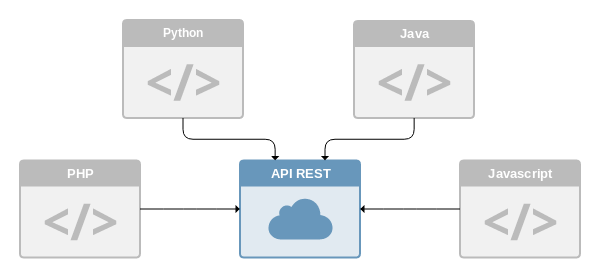 Python
</>
Java
</>
PHP
</>
API REST
Javascript
</>